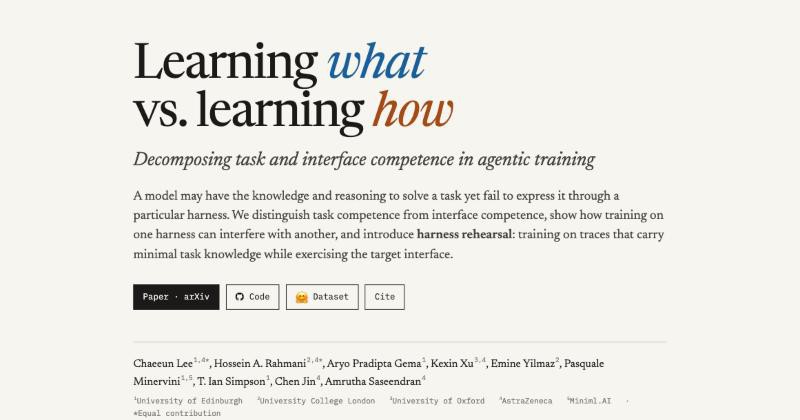 Learning what
vs. learning how
Decomposing task and interface competence in agentic training
A model may have the knowledge and reasoning to solve a task yet fail to express it through a
particular harness. We distinguish task competence from interface competence, show how training on
one harness can interfere with another, and introduce harness rehearsal: training on traces that carry
minimal task knowledge while exercising the target interface.
Paper · arXiv Code 🤗 Dataset Cite
Chaeeun Lee1,4*, Hossein A. Rahmani2,4*, Aryo Pradipta Gema1, Kexin Xu3,4, Emine Yilmaz2, Pasquale
Minervini1,5, T. Ian Simpson1, Chen Jin4, Amrutha Saseendran4
1University of Edinburgh 2University College London 3University of Oxford 4AstraZeneca 5Miniml.AI ·
*Equal contribution